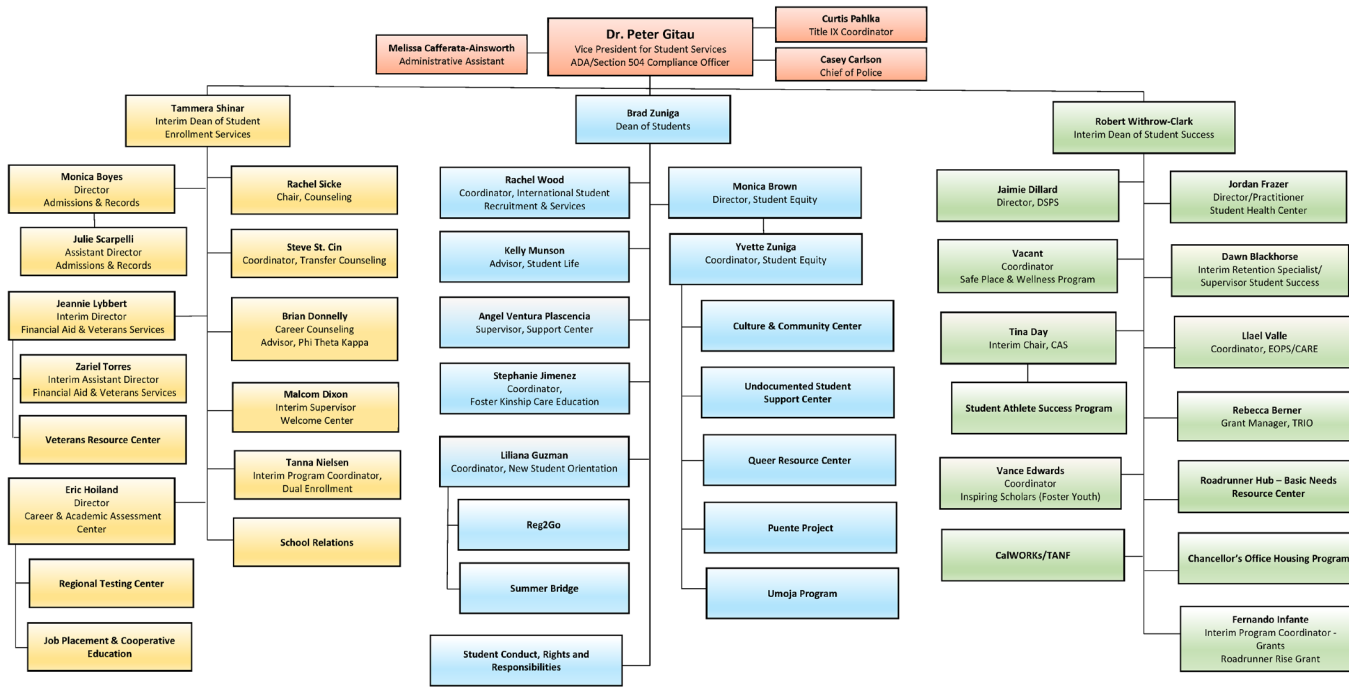 Dr. Peter Gitau
Vice President for Student Services
ADA/Section 504 Compliance Officer
Melissa Cafferata-Ainsworth
Administrative Assistant
Curtis Pahlka
Title IX Coordinator
Casey Carlson
Chief of Police
Tammera Shinar
Interim Dean of Student
Enrollment Services
Monica Boyes
Director
Admissions & Records
Julie Scarpelli
Assistant Director
Admissions & Records
Jeannie Lybbert
Interim Director
Financial Aid & Veterans Services
Zariel Torres
Interim Assistant Director
Financial Aid & Veterans Services
Veterans Resource Center
Eric Hoiland
Director
Career & Academic Assessment
Center
Regional Testing Center
Job Placement & Cooperative
Education
Rachel Sicke
Chair, Counseling
Steve St. Cin
Coordinator, Transfer Counseling
Brian Donnelly
Career Counseling
Advisor, Phi Theta Kappa
Malcom Dixon
Interim Supervisor
Welcome Center
Tanna Nielsen
Interim Program Coordinator,
Dual Enrollment
School Relations
Brad Zuniga
Dean of Students
Rachel Wood
Coordinator, International Student
Recruitment & Services
Kelly Munson
Advisor, Student Life
Angel Ventura Plascencia
Supervisor, Support Center
Stephanie Jimenez
Coordinator,
Foster Kinship Care Education
Liliana Guzman
Coordinator, New Student Orientation
Reg2Go
Summer Bridge
Student Conduct, Rights and
Responsibilities
Monica Brown
Director, Student Equity
Yvette Zuniga
Coordinator, Student Equity
Culture & Community Center
Undocumented Student
Support Center
Queer Resource Center
Puente Project
Umoja Program
Robert Withrow-Clark
Interim Dean of Student Success
Jaimie Dillard
Director, DSPS
Vacant
Coordinator
Safe Place & Wellness Program
Tina Day
Interim Chair, CAS
Student Athlete Success Program
Vance Edwards
Coordinator
Inspiring Scholars (Foster Youth)
CalWORKs/TANF
Jordan Frazer
Director/Practitioner
Student Health Center
Dawn Blackhorse
Interim Retention Specialist/
Supervisor Student Success
Llael Valle
Coordinator, EOPS/CARE
Rebecca Berner
Grant Manager, TRIO
Roadrunner Hub – Basic Needs
Resource Center
Chancellor's Office Housing Program
Fernando Infante
Interim Program Coordinator -
Grants
Roadrunner Rise Grant